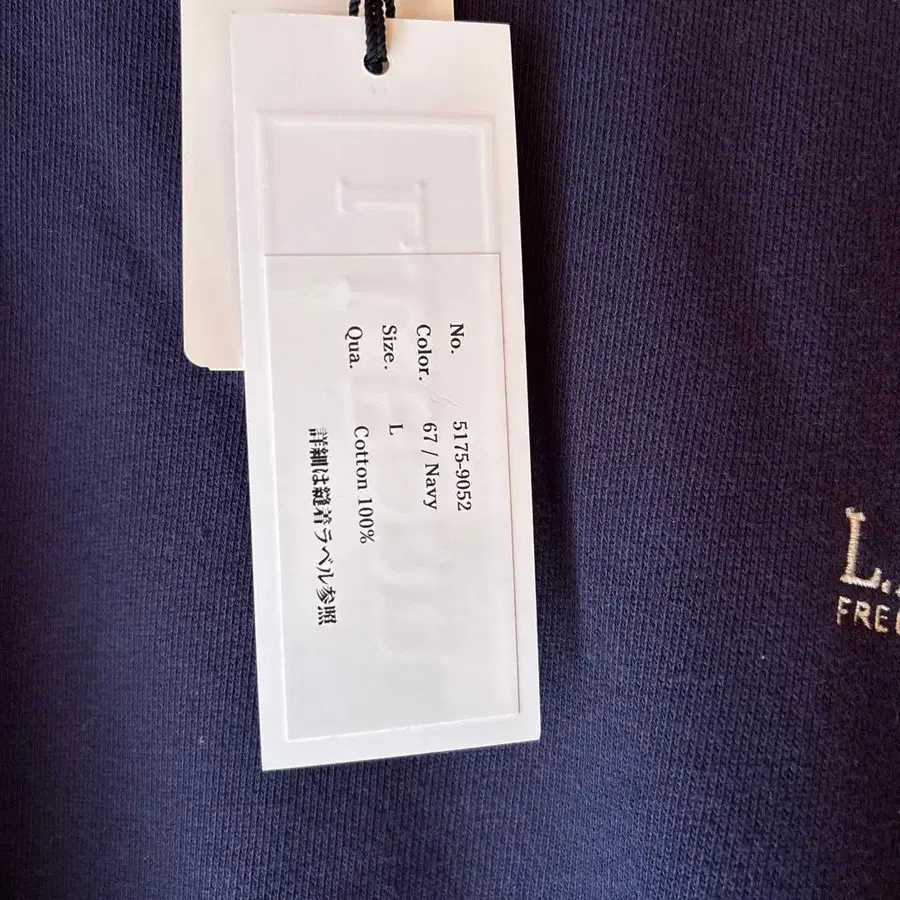 No. 5175-9052
Color. 67 / Navy
Size. L
Qua. Cotton 100%
詳細は縫着ラベル参照
L.
FRE